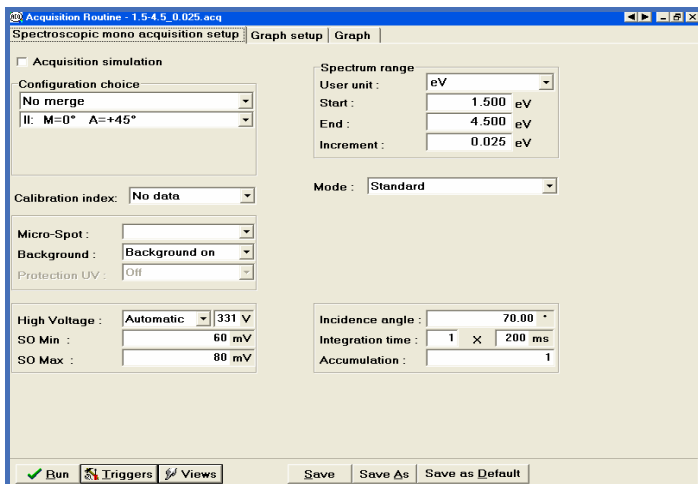 Acquisition Routine - 1.5-4.5_0.025.acq
Spectroscopic mono acquisition setup Graph setup Graph
Acquisition simulation
Configuration choice
No merge
II: M=0° A=+45°
Spectrum range
User unit : eV
Start : 1.500 eV
End : 4.500 eV
Increment : 0.025 eV
Calibration index: No data
Mode : Standard
Micro-Spot :
Background : Background on
Protection UV : Off
High Voltage : Automatic 331 V
SO Min : 60 mV
SO Max : 80 mV
Incidence angle : 70.00 °
Integration time : 1 X 200 ms
Accumulation : 1
Run Triggers Views Save Save As Save as Default